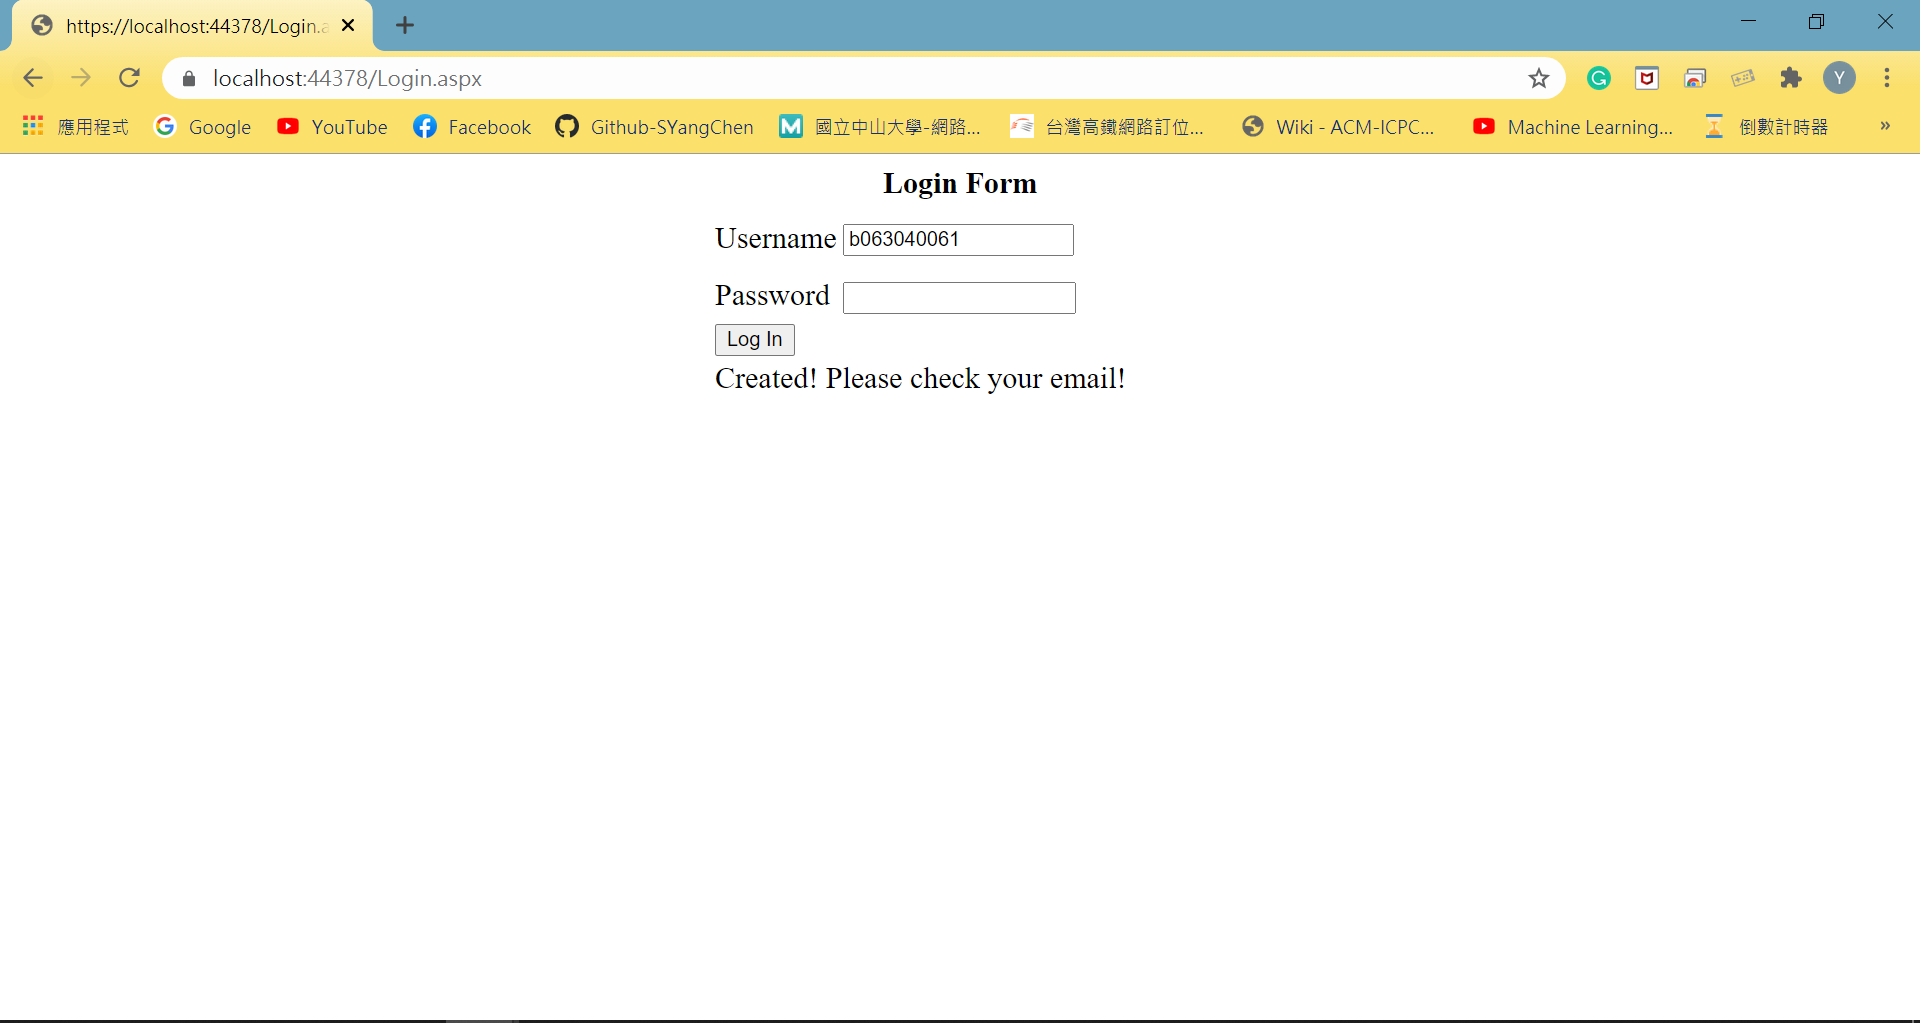 https://localhost:44378/Login.a
localhost:44378/Login.aspx
Y
應用程式 Google YouTube Facebook Github-SYangChen 國立中山大學-網路... 台灣高鐵網路訂位... Wiki - ACM-ICPC... Machine Learning... 倒數計時器 »
Login Form
Username b063040061
Password
Log In
Created! Please check your email!